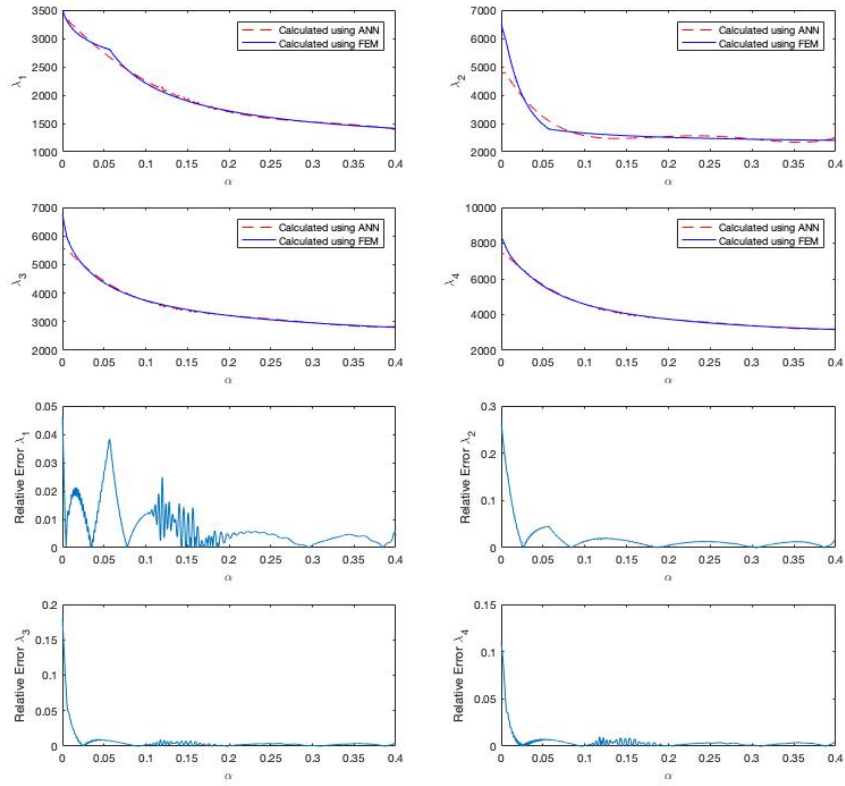 3500
3000
2500
2000
1500
1000
λ1
0 0.05 0.1 0.15 0.2 0.25 0.3 0.35 0.4
α
Calculated using ANN
Calculated using FEM
7000
6000
5000
4000
3000
2000
λ2
0 0.05 0.1 0.15 0.2 0.25 0.3 0.35 0.4
α
Calculated using ANN
Calculated using FEM
7000
6000
5000
4000
3000
2000
λ3
0 0.05 0.1 0.15 0.2 0.25 0.3 0.35 0.4
α
Calculated using ANN
Calculated using FEM
10000
8000
6000
4000
2000
λ4
0 0.05 0.1 0.15 0.2 0.25 0.3 0.35 0.4
α
Calculated using ANN
Calculated using FEM
0.05
0.04
0.03
0.02
0.01
0
Relative Error λ1
0 0.05 0.1 0.15 0.2 0.25 0.3 0.35 0.4
α
0.3
0.2
0.1
0
Relative Error λ2
0 0.05 0.1 0.15 0.2 0.25 0.3 0.35 0.4
α
0.2
0.15
0.1
0.05
0
Relative Error λ3
0 0.05 0.1 0.15 0.2 0.25 0.3 0.35 0.4
α
0.15
0.1
0.05
0
Relative Error λ4
0 0.05 0.1 0.15 0.2 0.25 0.3 0.35 0.4
α